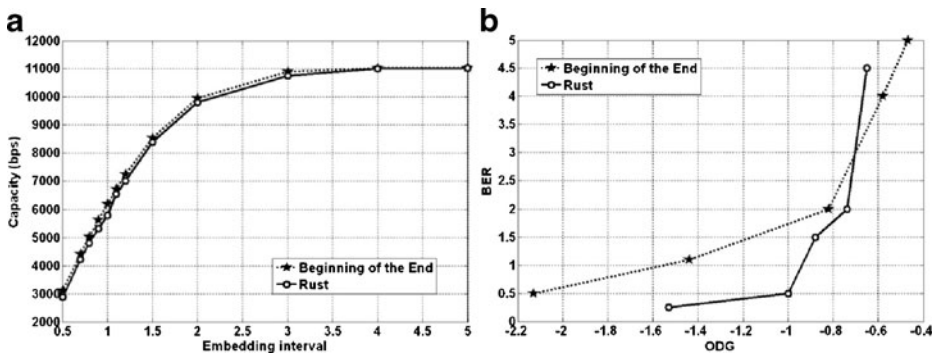 a
12000
11000
10000
9000
8000
7000
6000
5000
4000
3000
2000
Capacity (bps)
0.5 1 1.5 2 2.5 3 3.5 4 4.5 5
Embedding interval
Beginning of the End
Rust
b
5
4.5
4
3.5
3
2.5
2
1.5
1
0.5
0
BER
-2.2 -2 -1.8 -1.6 -1.4 -1.2 -1 -0.8 -0.6 -0.4
ODG
Beginning of the End
Rust